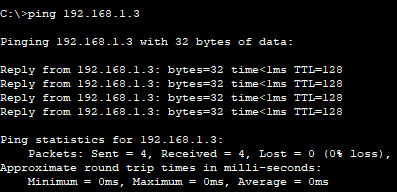 C:\>ping 192.168.1.3
Pinging 192.168.1.3 with 32 bytes of data:
Reply from 192.168.1.3: bytes=32 time<1ms TTL=128
Reply from 192.168.1.3: bytes=32 time<1ms TTL=128
Reply from 192.168.1.3: bytes=32 time<1ms TTL=128
Reply from 192.168.1.3: bytes=32 time<1ms TTL=128
Ping statistics for 192.168.1.3:
Packets: Sent = 4, Received = 4, Lost = 0 (0% loss),
Approximate round trip times in milli-seconds:
Minimum = 0ms, Maximum = 0ms, Average = 0ms